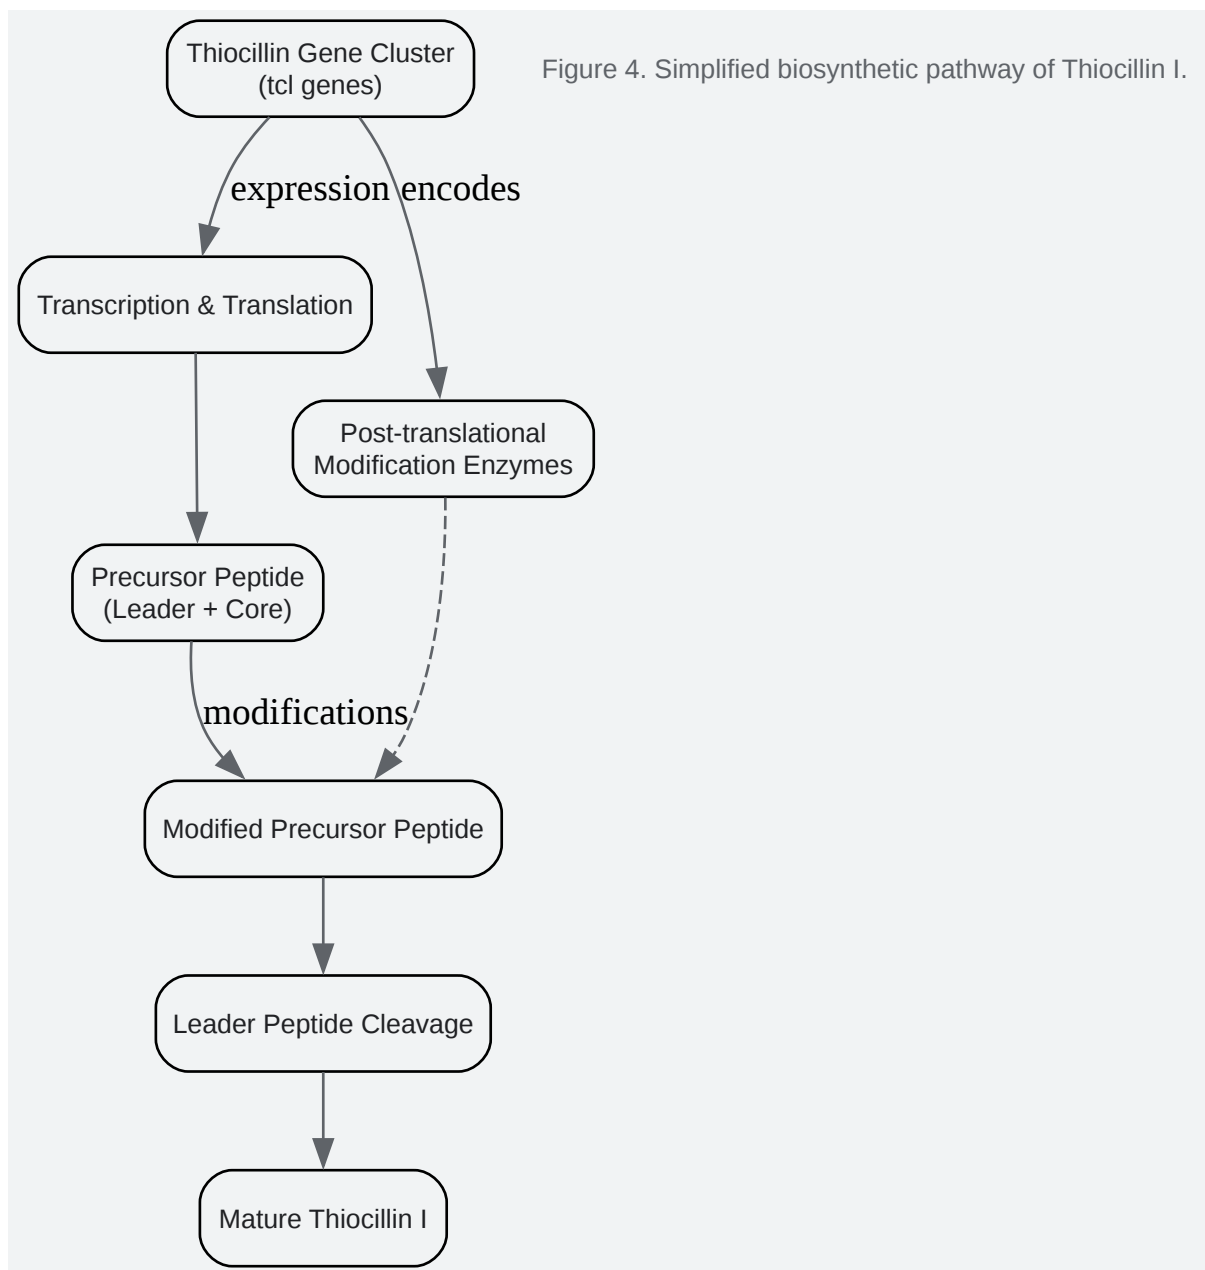 Thiocillin Gene Cluster
(tcl genes)
Figure 4. Simplified biosynthetic pathway of Thiocillin I.
expression
encodes
Transcription & Translation
Post-translational
Modification Enzymes
Precursor Peptide
(Leader + Core)
modifications
Modified Precursor Peptide
Leader Peptide Cleavage
Mature Thiocillin I